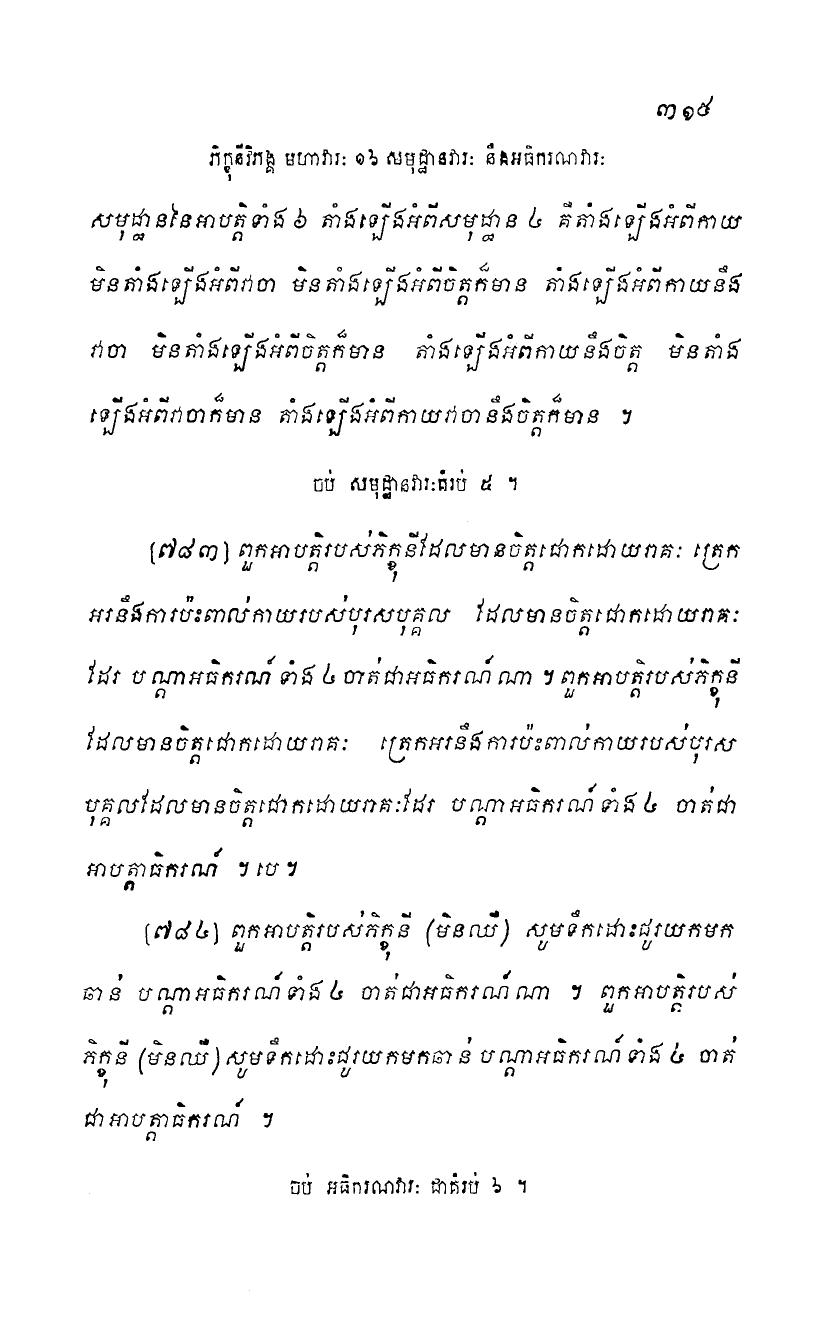 ៣១៥
ភិក្ខុនីវិភង្គ មហាវារៈ ១៦ សមុដ្ឋានវារៈ នឹងអធិករណវារៈ
សមុដ្ឋាននៃអាបត្តិទាំង ៦ តាំងឡើងអំពីសមុដ្ឋាន ៤ គឺតាំងឡើងអំពីកាយ
មិនតាំងឡើងអំពីវាចា មិនតាំងឡើងអំពីចិត្តក៏មាន តាំងឡើងអំពីកាយនឹង
វាចា មិនតាំងឡើងអំពីចិត្តក៏មាន តាំងឡើងអំពីកាយនឹងចិត្ត មិនតាំង
ឡើងអំពីវាចាក៏មាន តាំងឡើងអំពីកាយវាចានឹងចិត្តក៏មាន ។
ចប់ សមុដ្ឋានវារៈគំរប់ ៥ ។
[៧៨៣] ពួកអាបត្តិរបស់ភិក្ខុនីដែលមានចិត្តជោកដោយរាគៈ ត្រេក
អរនឹងការប៉ះពាល់កាយរបស់បុរសបុគ្គល ដែលមានចិត្តជោកដោយរាគៈ
ដែរ បណ្តាអធិករណ៍ ទាំង ៤ ចាត់ជាអធិករណ៍ ណា ។ ពួកអាបត្តិរបស់ភិក្ខុនី
ដែលមានចិត្តជោកដោយរាគៈ ត្រេកអរនឹងការប៉ះពាល់កាយរបស់បុរស
បុគ្គលដែលមានចិត្តជោកដោយរាគៈដែរ បណ្តាអធិករណ៍ ទាំង ៤ ចាត់ជា
អាបត្តាធិករណ៍ ។ បេ ។
[៧៨៤] ពួកអាបត្តិរបស់ភិក្ខុនី (មិនឈឺ) សូមទឹកដោះជូរយកមក
ឆាន់ បណ្តាអធិករណ៍ទាំង ៤ ចាត់ជាអធិករណ៍ណា ។ ពួកអាបត្តិរបស់
ភិក្ខុនី (មិនឈឺ) សូមទឹកដោះជូរយកមកឆាន់ បណ្តាអធិករណ៍ ទាំង ៤ ចាត់
ជាអាបត្តាធិករណ៍ ។
ចប់ អធិករណវារៈ ជាគំរប់ ៦ ។